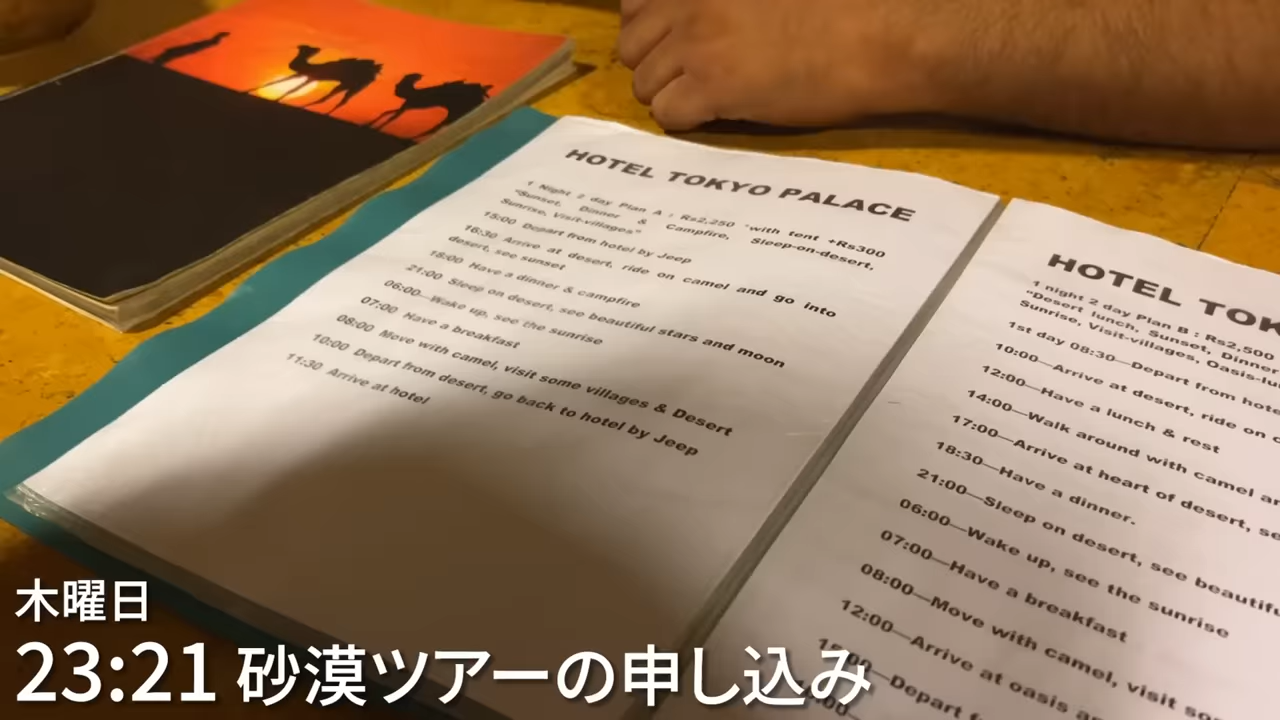 HOTEL TOKYO PALACE
1 Night 2 day Plan A : Rs2,250 "with tent +Rs300
"Sunset, Dinner & Campfire, Sleep-on-desert,
Sunrise, Visit-villages"
15:00 Depart from hotel by Jeep
16:30 Arrive at desert, ride on camel and go into
desert, see sunset
18:00 Have a dinner & campfire
21:00 Sleep on desert, see beautiful stars and moon
06:00—Wake up, see the sunrise
07:00 Have a breakfast
08:00 Move with camel, visit some villages & Desert
10:00 Depart from desert, go back to hotel by Jeep
11:30 Arrive at hotel
HOTEL TOK
1 night 2 day Plan B : Rs2,500
"Desert lunch, Sunset, Dinner
Sunrise, Visit-villages, Oasis-lu
1st day 08:30—Depart from hote
10:00—Arrive at desert, ride on c
12:00—Have a lunch & rest
14:00—Walk around with camel an
17:00—Arrive at heart of desert, se
18:30—Have a dinner.
21:00—Sleep on desert, see beautifu
06:00—Wake up, see the sunrise
07:00—Have a breakfast
08:00—Move with camel, visit so
12:00—Arrive at oasis a
Depart f
木曜日
23:21 砂漠ツアーの申し込み